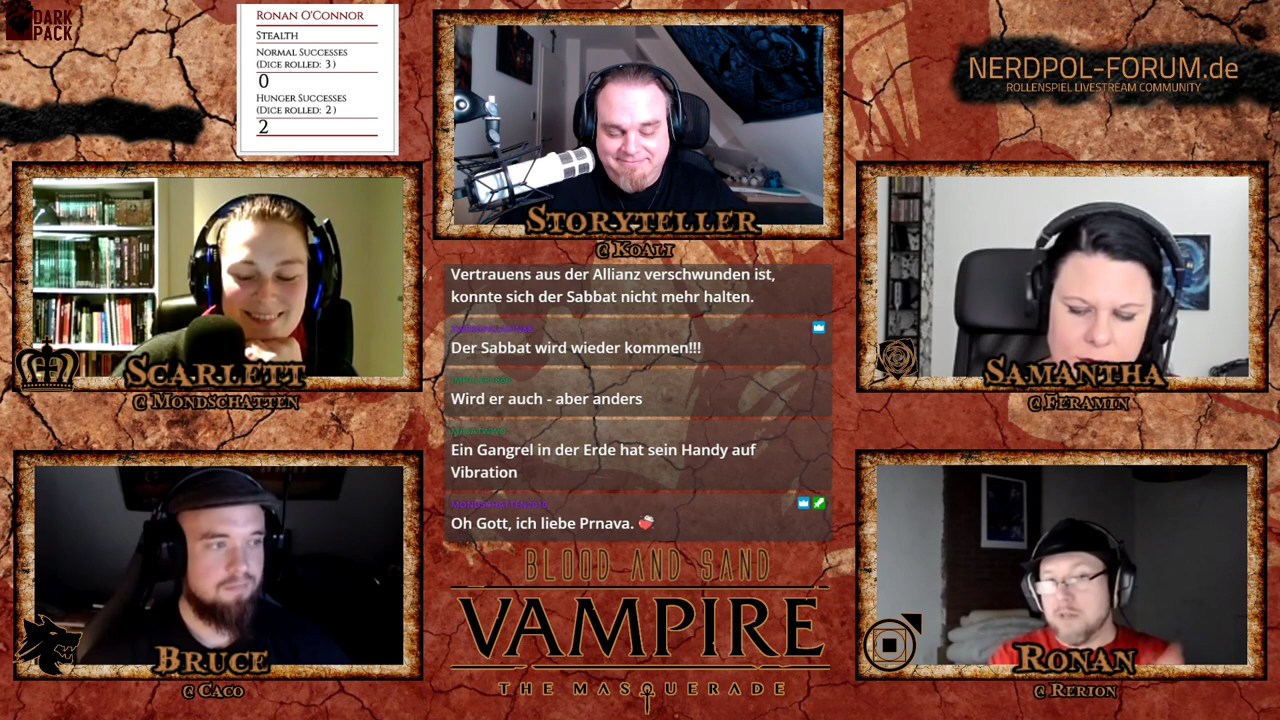 DARK
PACK
RONAN O'CONNOR
STEALTH
NORMAL SUCCESSES
(DICE ROLLED: 3)
0
HUNGER SUCCESSES
(DICE ROLLED: 2)
2
NERDPOL-FORUM.de
ROLLENSPIEL LIVESTREAM COMMUNITY
STORYTELLER
@ KOALI
SCARLETT
@ MONDSCHATTEN
SAMANTHA
@ FERAMIN
Vertrauens aus der Allianz verschwunden ist,
konnte sich der Sabbat nicht mehr halten.
Der Sabbat wird wieder kommen!!!
Wird er auch - aber anders
Ein Gangrel in der Erde hat sein Handy auf
Vibration
Oh Gott, ich liebe Prnava.
BRUCE
@ CACO
RONAN
@ RERION
BLOOD AND SAND
VAMPIRE
THE MASQUERADE